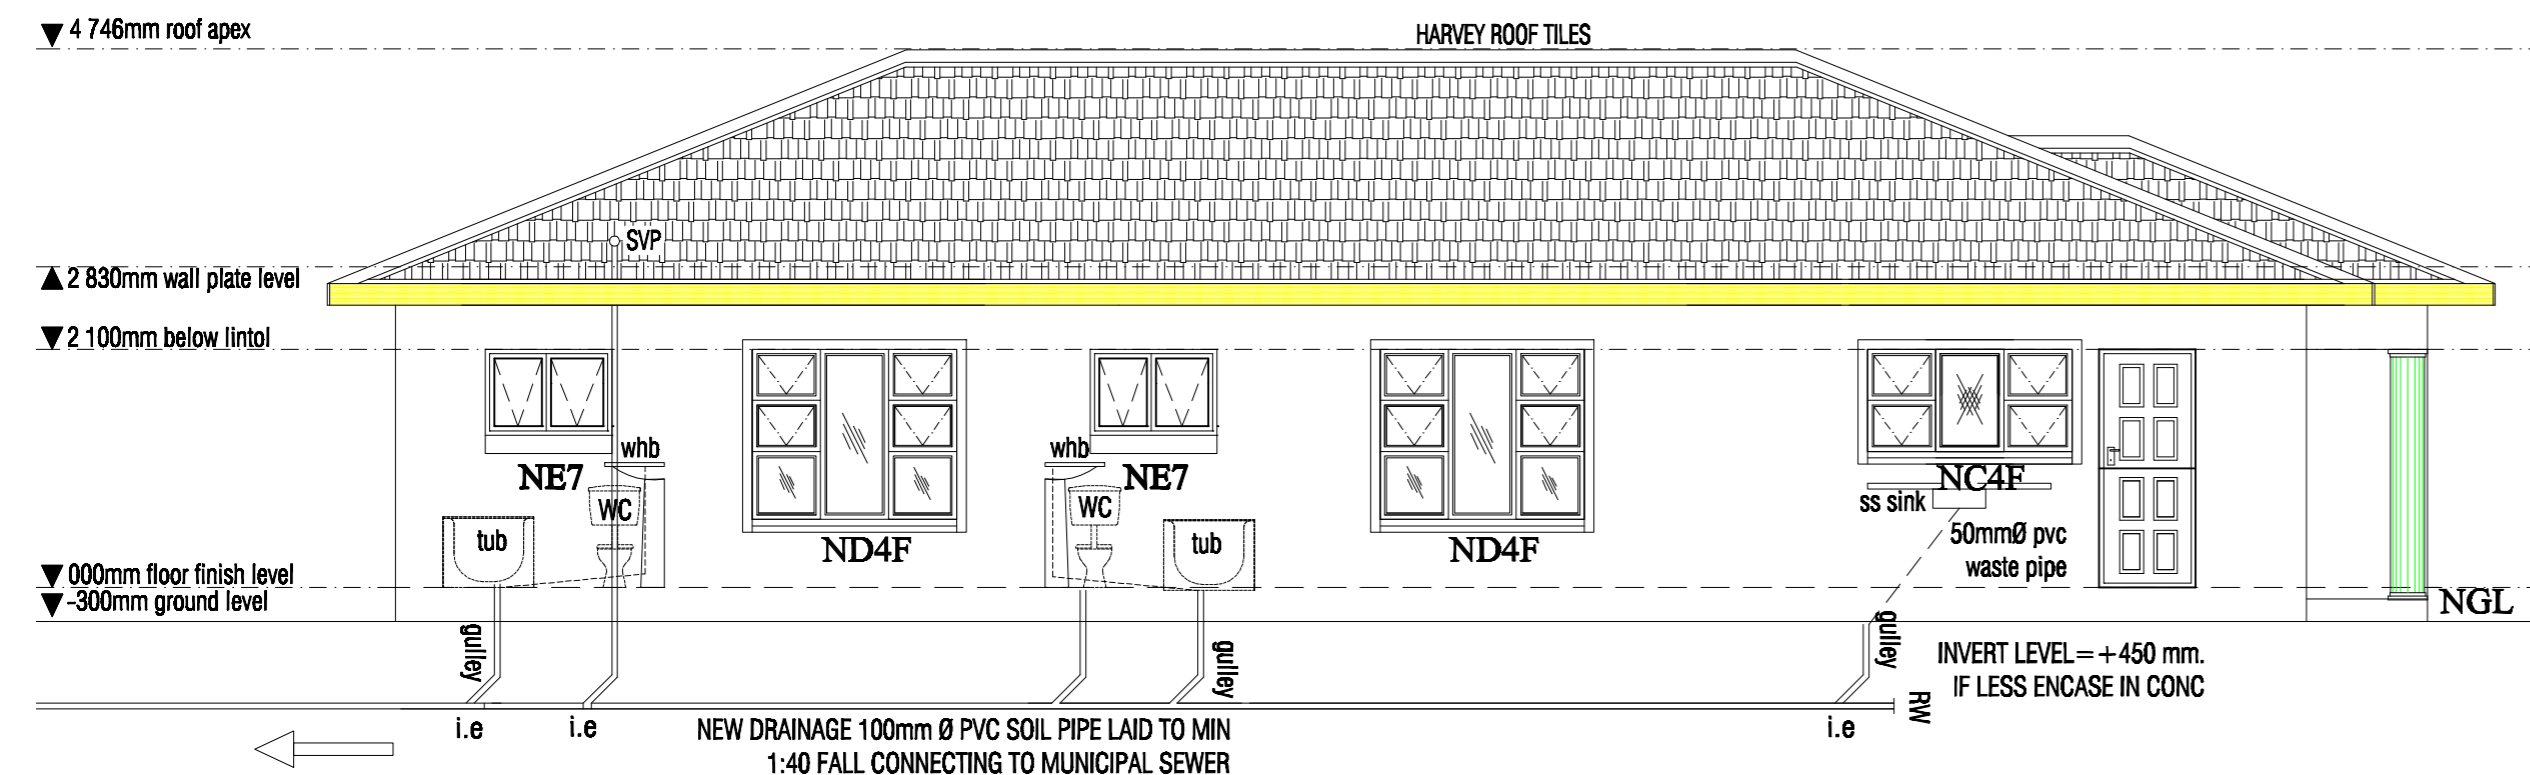 4 746mm roof apex
HARVEY ROOF TILES
SVP
2 830mm wall plate level
2 100mm below lintol
whb
whb
NE7
NE7
NC4F
WC
WC
ss sink
tub
tub
ND4F
ND4F
50mmØ pvc
waste pipe
000mm floor finish level
-300mm ground level
NGL
gulley
gulley
gulley
INVERT LEVEL=+450 mm.
IF LESS ENCASE IN CONC
RW
i.e
i.e
i.e
NEW DRAINAGE 100mm Ø PVC SOIL PIPE LAID TO MIN
1:40 FALL CONNECTING TO MUNICIPAL SEWER